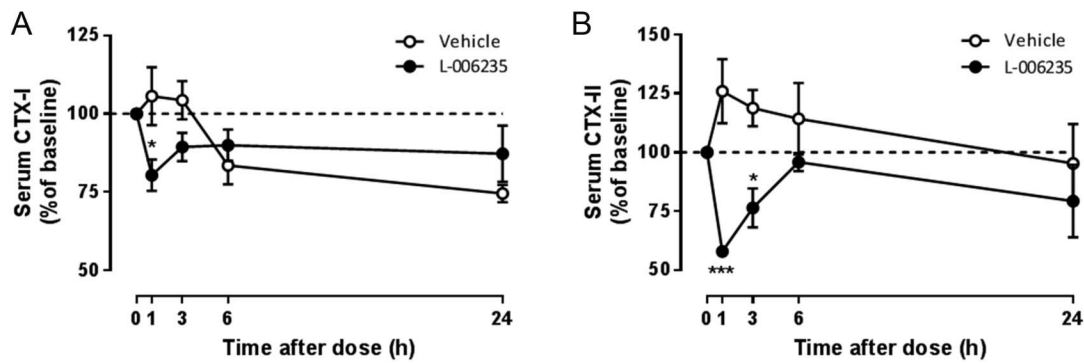 A
Vehicle
L-006235
Serum CTX-I
(%of baseline)
125
100
75
50
*
0 1 3 6 24
Time after dose (h)
B
Vehicle
L-006235
Serum CTX-II
(%of baseline)
150
125
100
75
50
*
***
0 1 3 6 24
Time after dose (h)